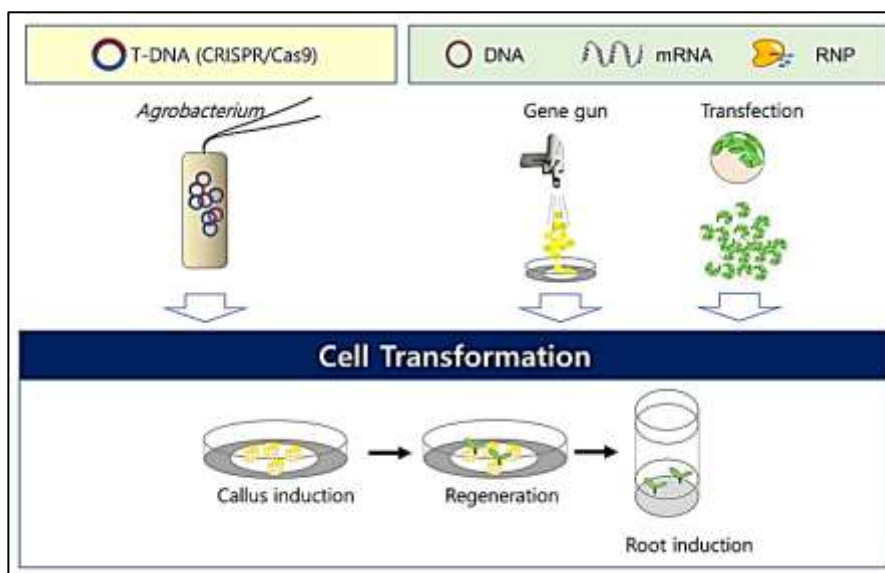 T-DNA (CRISPR/Cas9)
DNA
mRNA
RNP
Agrobacterium
Gene gun
Transfection
Cell Transformation
Callus induction
Regeneration
Root induction